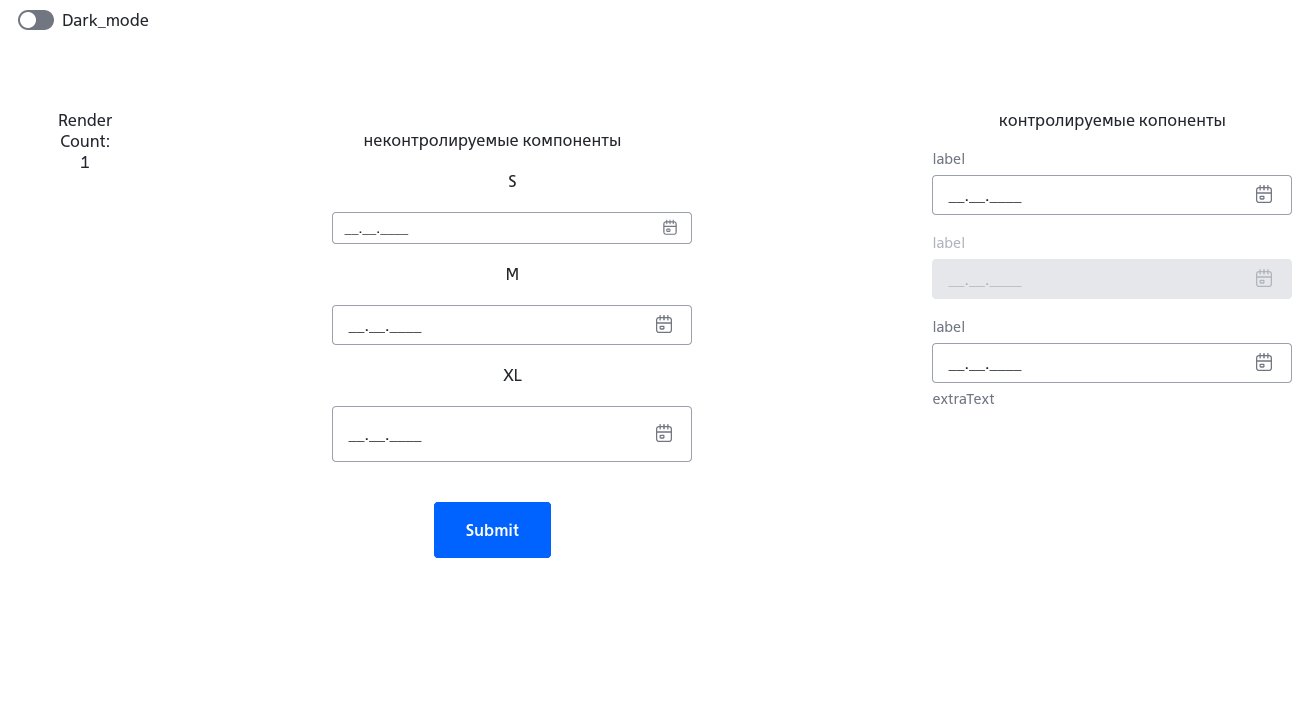 Dark_mode
Render
Count:
1
неконтролируемые компоненты
S
__.__.____
M
__.__.____
XL
__.__.____
Submit
контролируемые копоненты
label
__.__.____
label
__.__.____
label
__.__.____
extraText